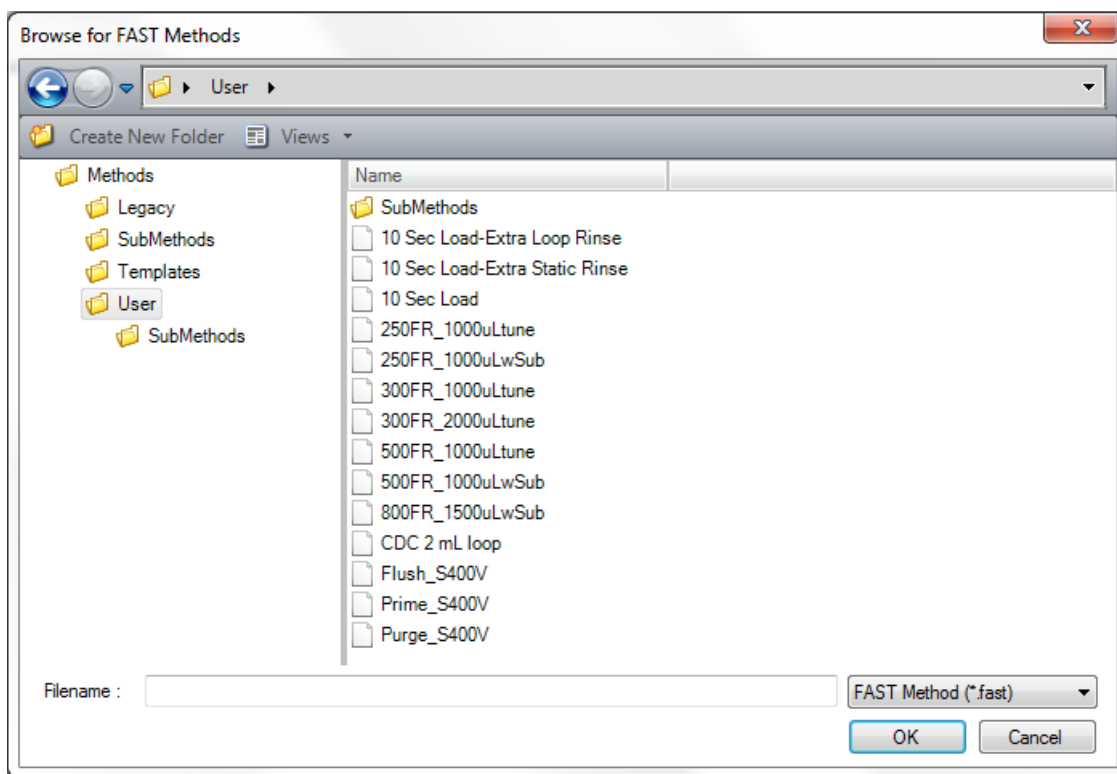 Browse for FAST Methods
User
Create New Folder Views
Methods
Legacy
SubMethods
Templates
User
SubMethods
Name
SubMethods
10 Sec Load-Extra Loop Rinse
10 Sec Load-Extra Static Rinse
10 Sec Load
250FR_1000uLtune
250FR_1000uLwSub
300FR_1000uLtune
300FR_2000uLtune
500FR_1000uLtune
500FR_1000uLwSub
800FR_1500uLwSub
CDC 2 mL loop
Flush_S400V
Prime_S400V
Purge_S400V
Filename :
FAST Method (*.fast)
OK Cancel